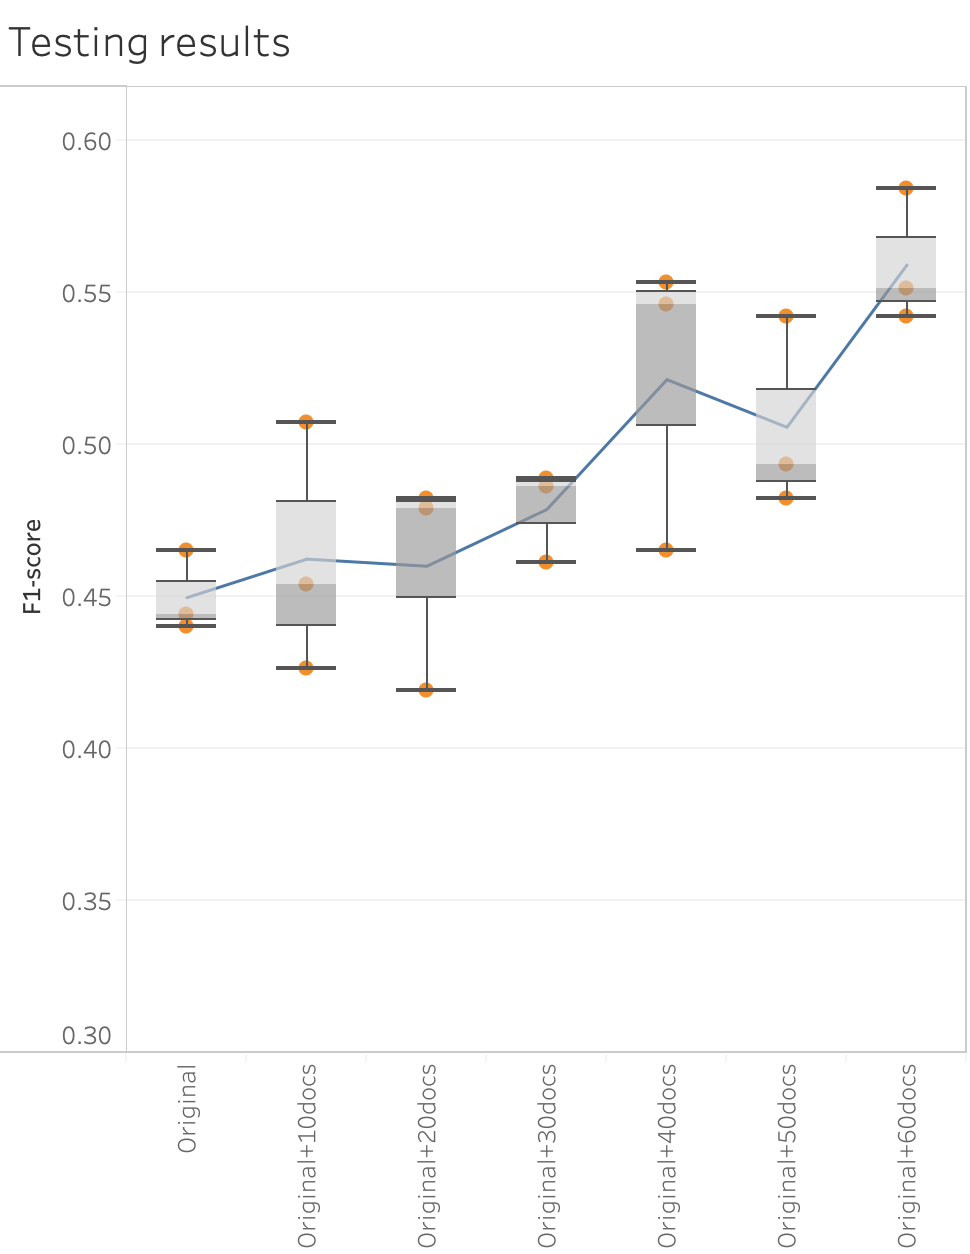 Testing results
0.60
0.55
0.50
0.45
0.40
0.35
0.30
F1-score
Original
Original+10docs
Original+20docs
Original+30docs
Original+40docs
Original+50docs
Original+60docs